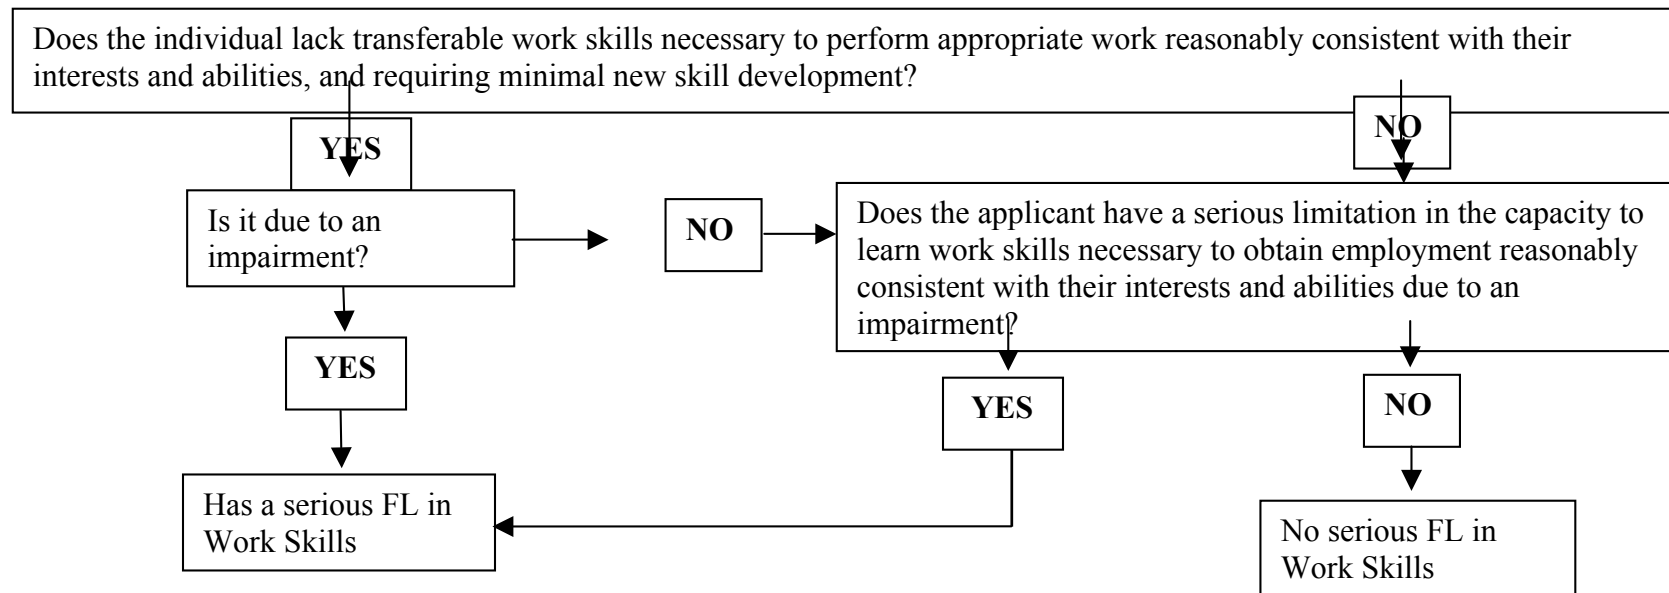 Does the individual lack transferable work skills necessary to perform appropriate work reasonably consistent with their
interests and abilities, and requiring minimal new skill development?
YES
NO
Is it due to an
impairment?
NO
Does the applicant have a serious limitation in the capacity to
learn work skills necessary to obtain employment reasonably
consistent with their interests and abilities due to an
impairment?
YES
YES
NO
Has a serious FL in
Work Skills
No serious FL in
Work Skills